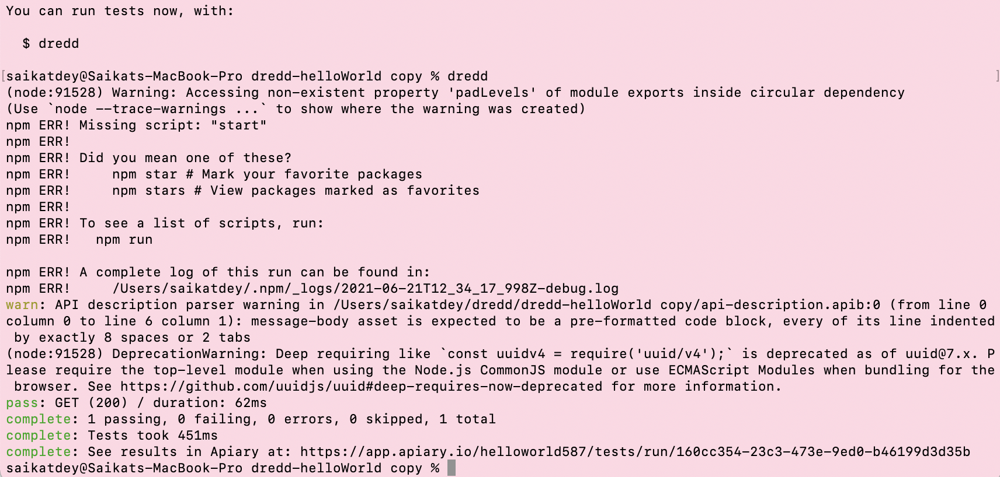 You can run tests now, with:
  $ dredd
[saikatdey@Saikats-MacBook-Pro dredd-helloWorld copy % dredd ]
(node:91528) Warning: Accessing non-existent property 'padLevels' of module exports inside circular dependency
(Use `node --trace-warnings ...` to show where the warning was created)
npm ERR! Missing script: "start"
npm ERR!
npm ERR! Did you mean one of these?
npm ERR!     npm star # Mark your favorite packages
npm ERR!     npm stars # View packages marked as favorites
npm ERR!
npm ERR! To see a list of scripts, run:
npm ERR!   npm run
npm ERR! A complete log of this run can be found in:
npm ERR!     /Users/saikatdey/.npm/_logs/2021-06-21T12_34_17_998Z-debug.log
warn: API description parser warning in /Users/saikatdey/dredd/dredd-helloWorld copy/api-description.apib:0 (from line 0
column 0 to line 6 column 1): message-body asset is expected to be a pre-formatted code block, every of its line indented
 by exactly 8 spaces or 2 tabs
(node:91528) DeprecationWarning: Deep requiring like `const uuidv4 = require('uuid/v4');` is deprecated as of uuid@7.x. P
lease require the top-level module when using the Node.js CommonJS module or use ECMAScript Modules when bundling for the
 browser. See https://github.com/uuidjs/uuid#deep-requires-now-deprecated for more information.
pass: GET (200) / duration: 62ms
complete: 1 passing, 0 failing, 0 errors, 0 skipped, 1 total
complete: Tests took 451ms
complete: See results in Apiary at: https://app.apiary.io/helloworld587/tests/run/160cc354-23c3-473e-9ed0-b46199d3d35b
saikatdey@Saikats-MacBook-Pro dredd-helloWorld copy %